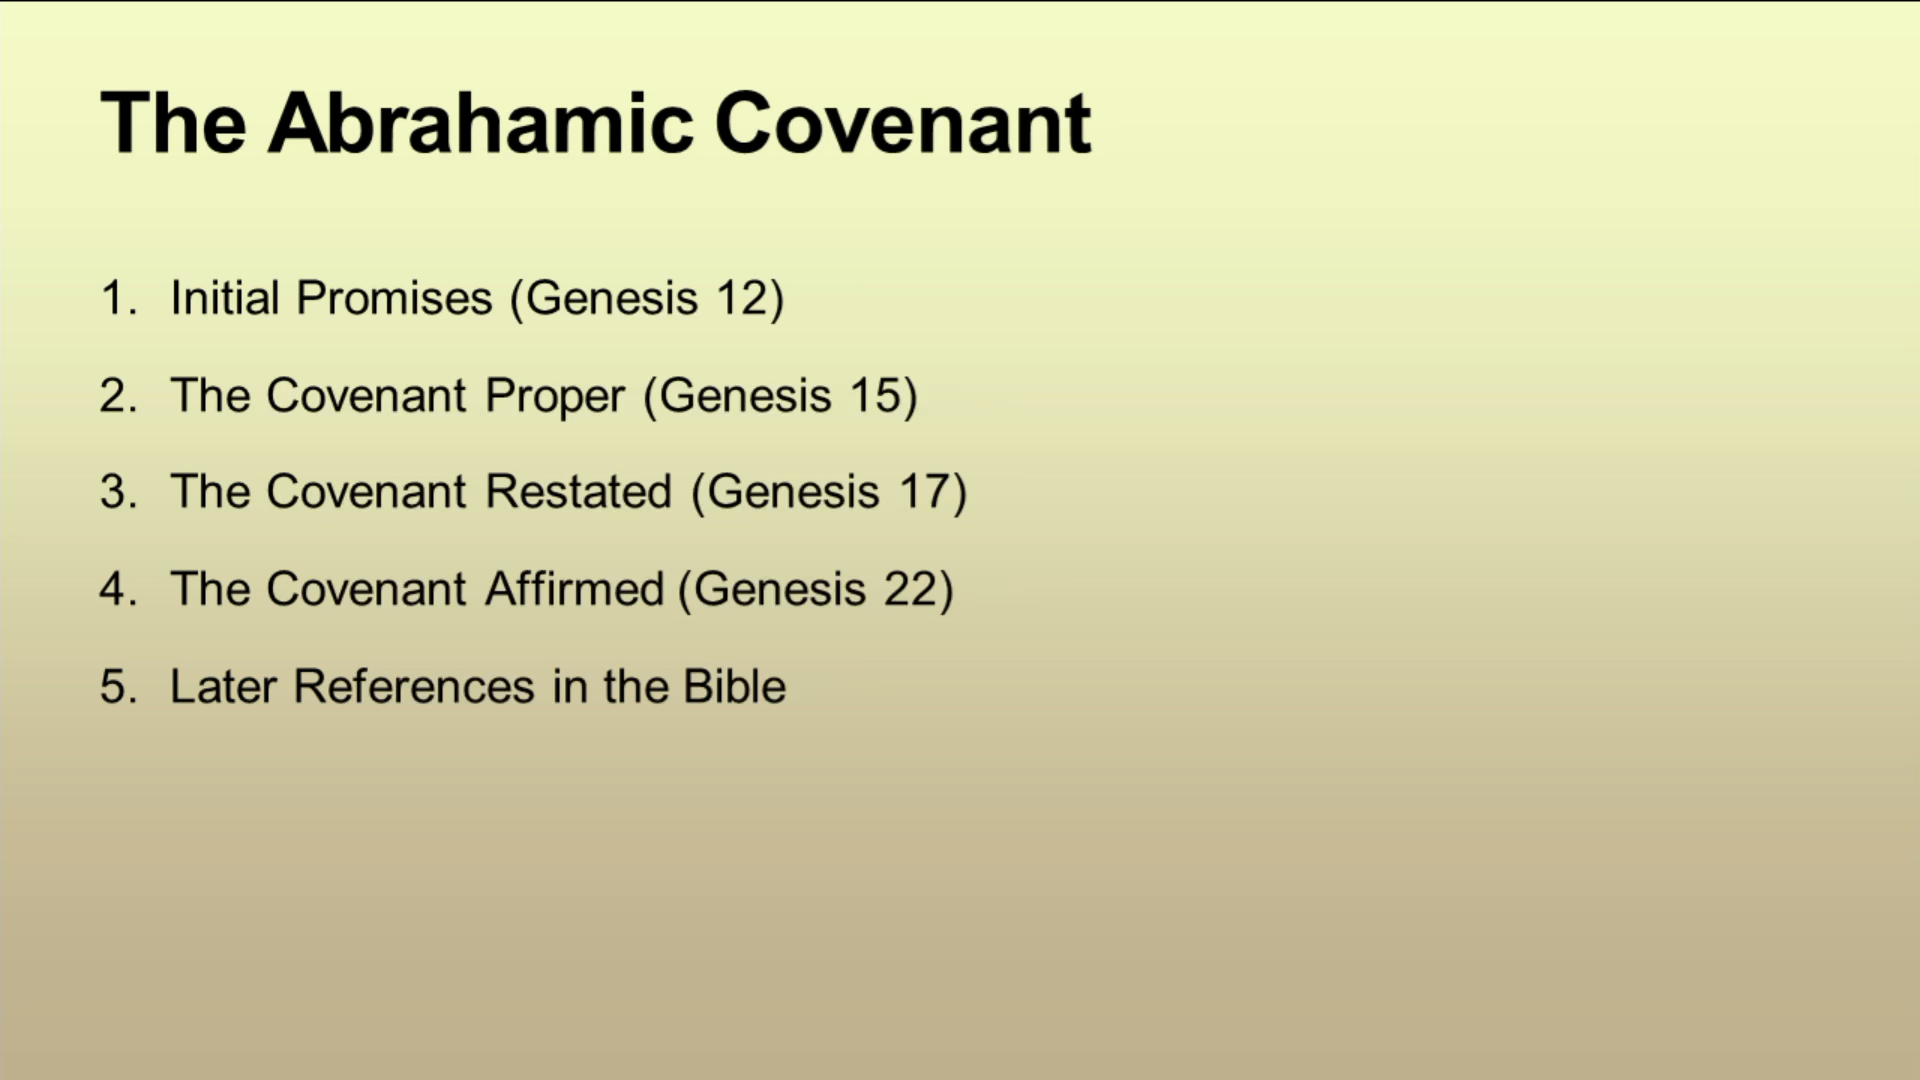 The Abrahamic Covenant
1. Initial Promises (Genesis 12)
2. The Covenant Proper (Genesis 15)
3. The Covenant Restated (Genesis 17)
4. The Covenant Affirmed (Genesis 22)
5. Later References in the Bible